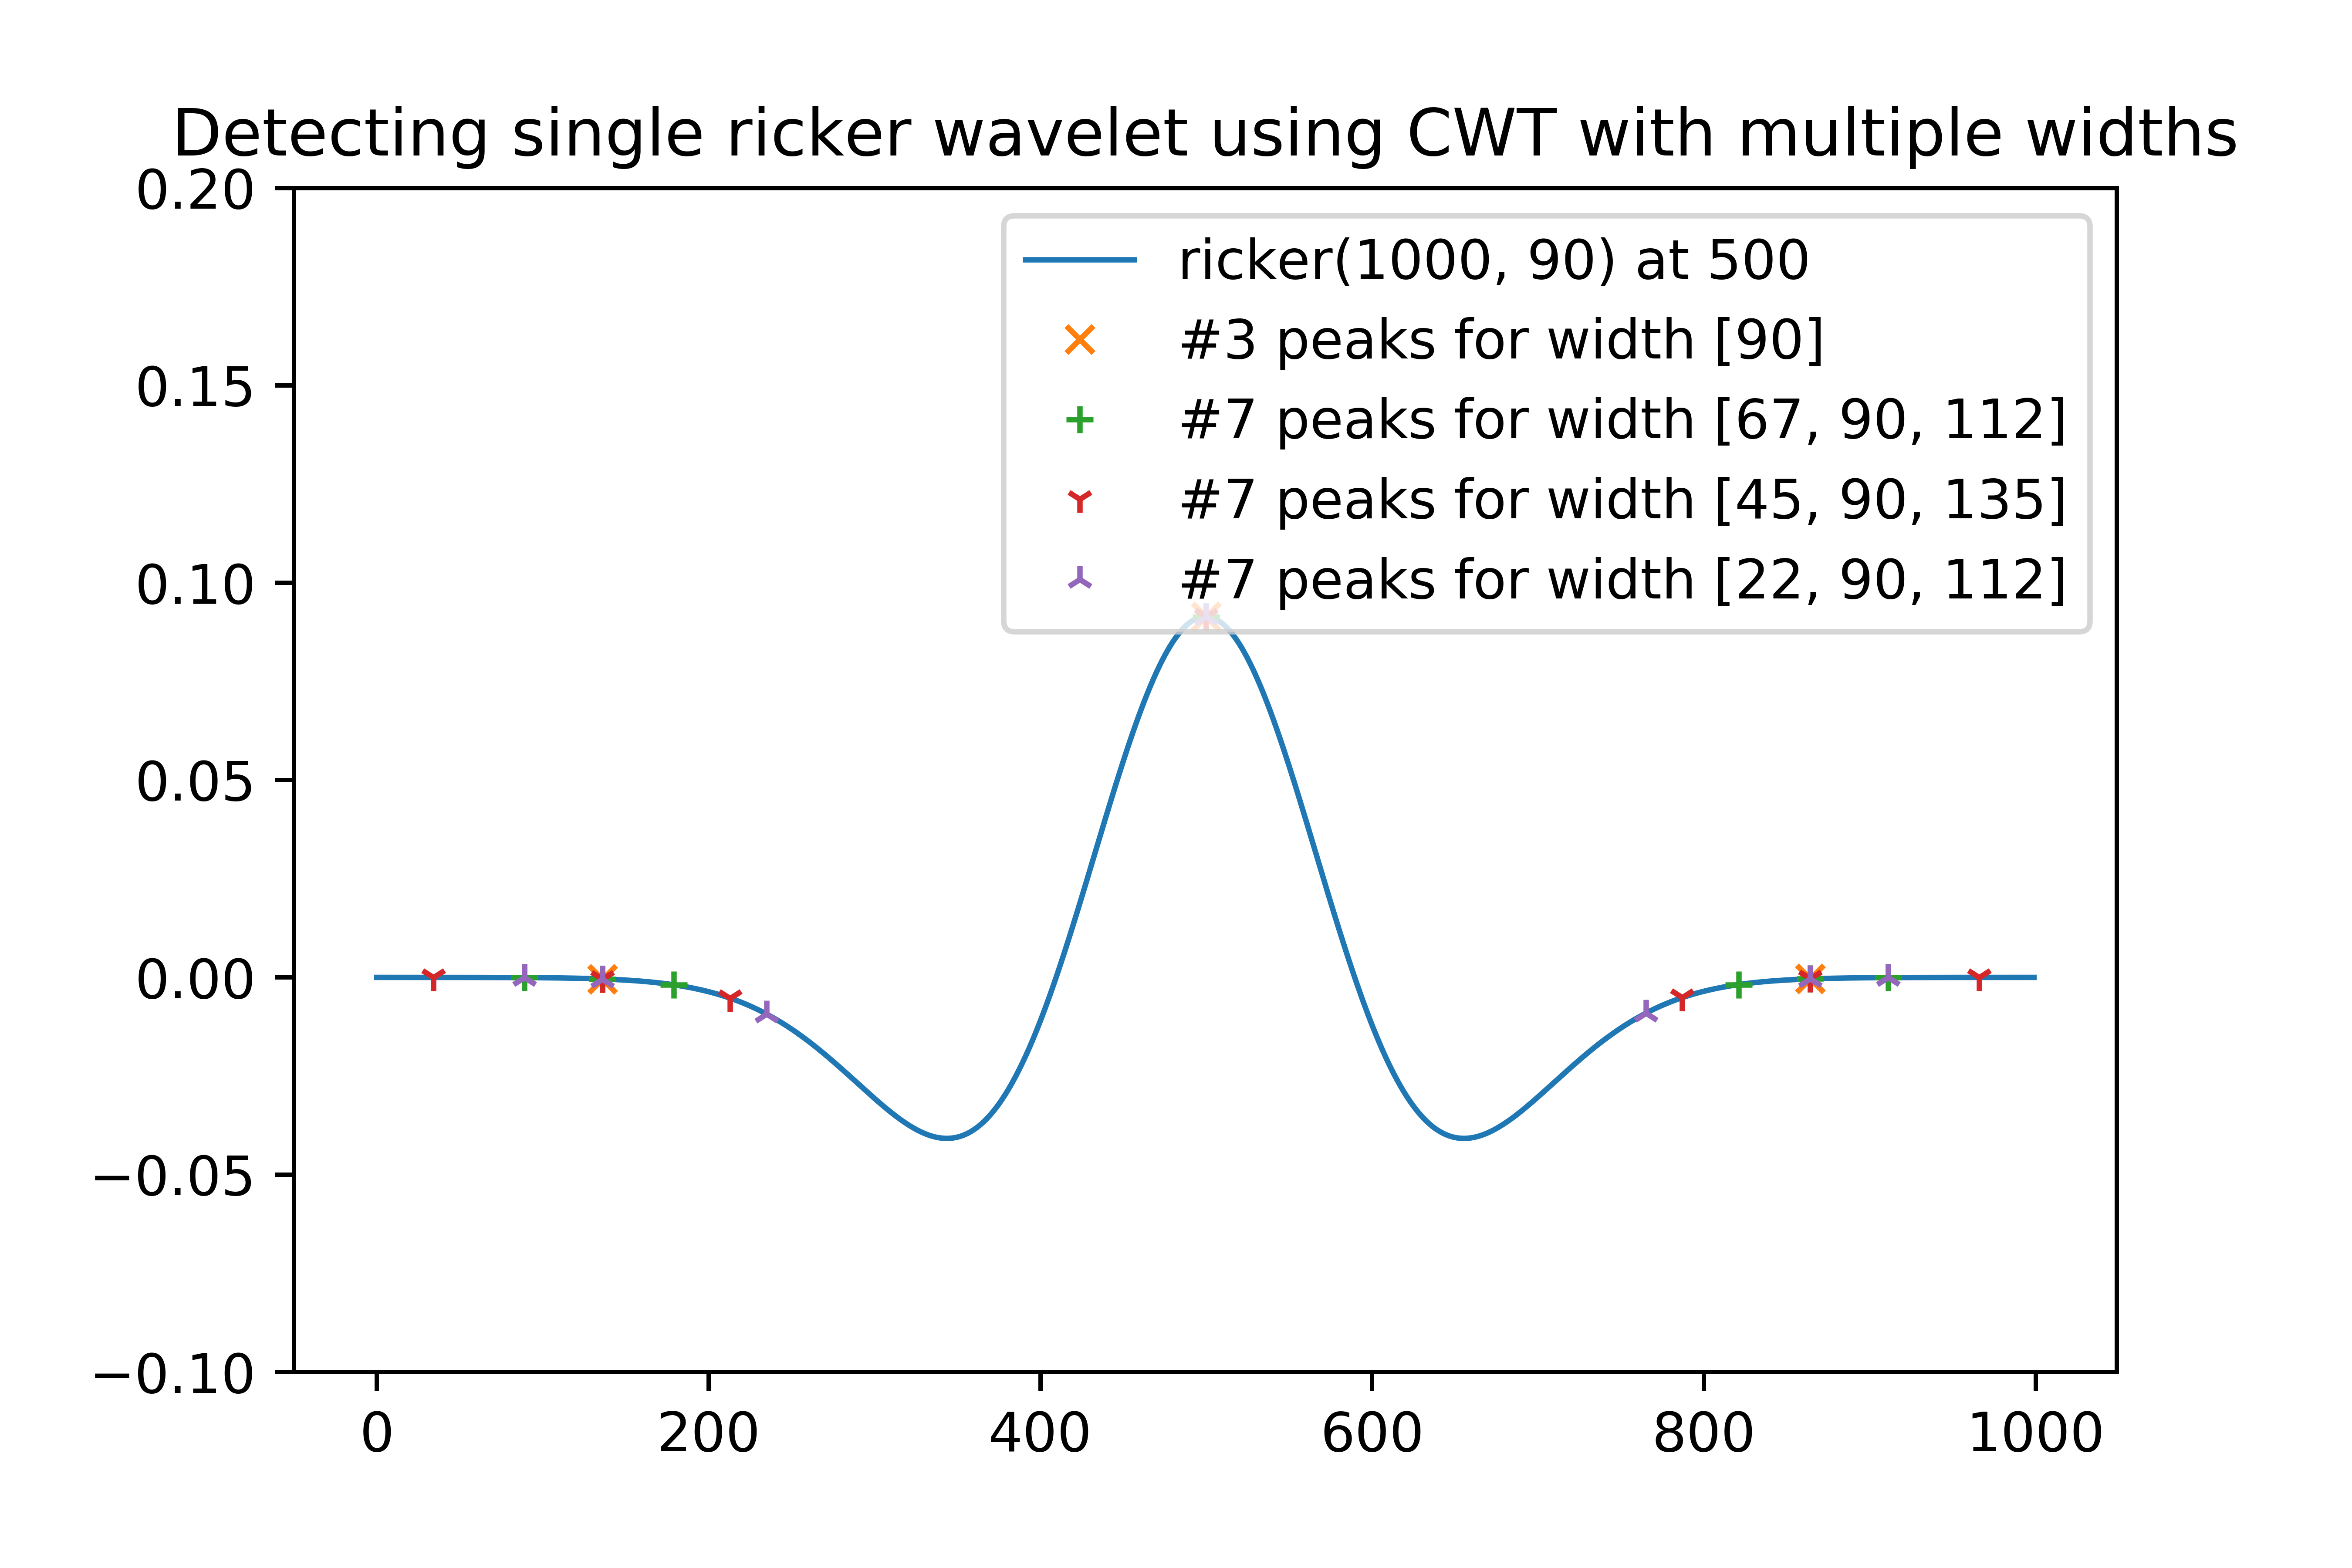 Detecting single ricker wavelet using CWT with multiple widths
0.20
0.15
0.10
0.05
0.00
−0.05
−0.10
ricker(1000, 90) at 500
#3 peaks for width [90]
#7 peaks for width [67, 90, 112]
#7 peaks for width [45, 90, 135]
#7 peaks for width [22, 90, 112]
0 200 400 600 800 1000